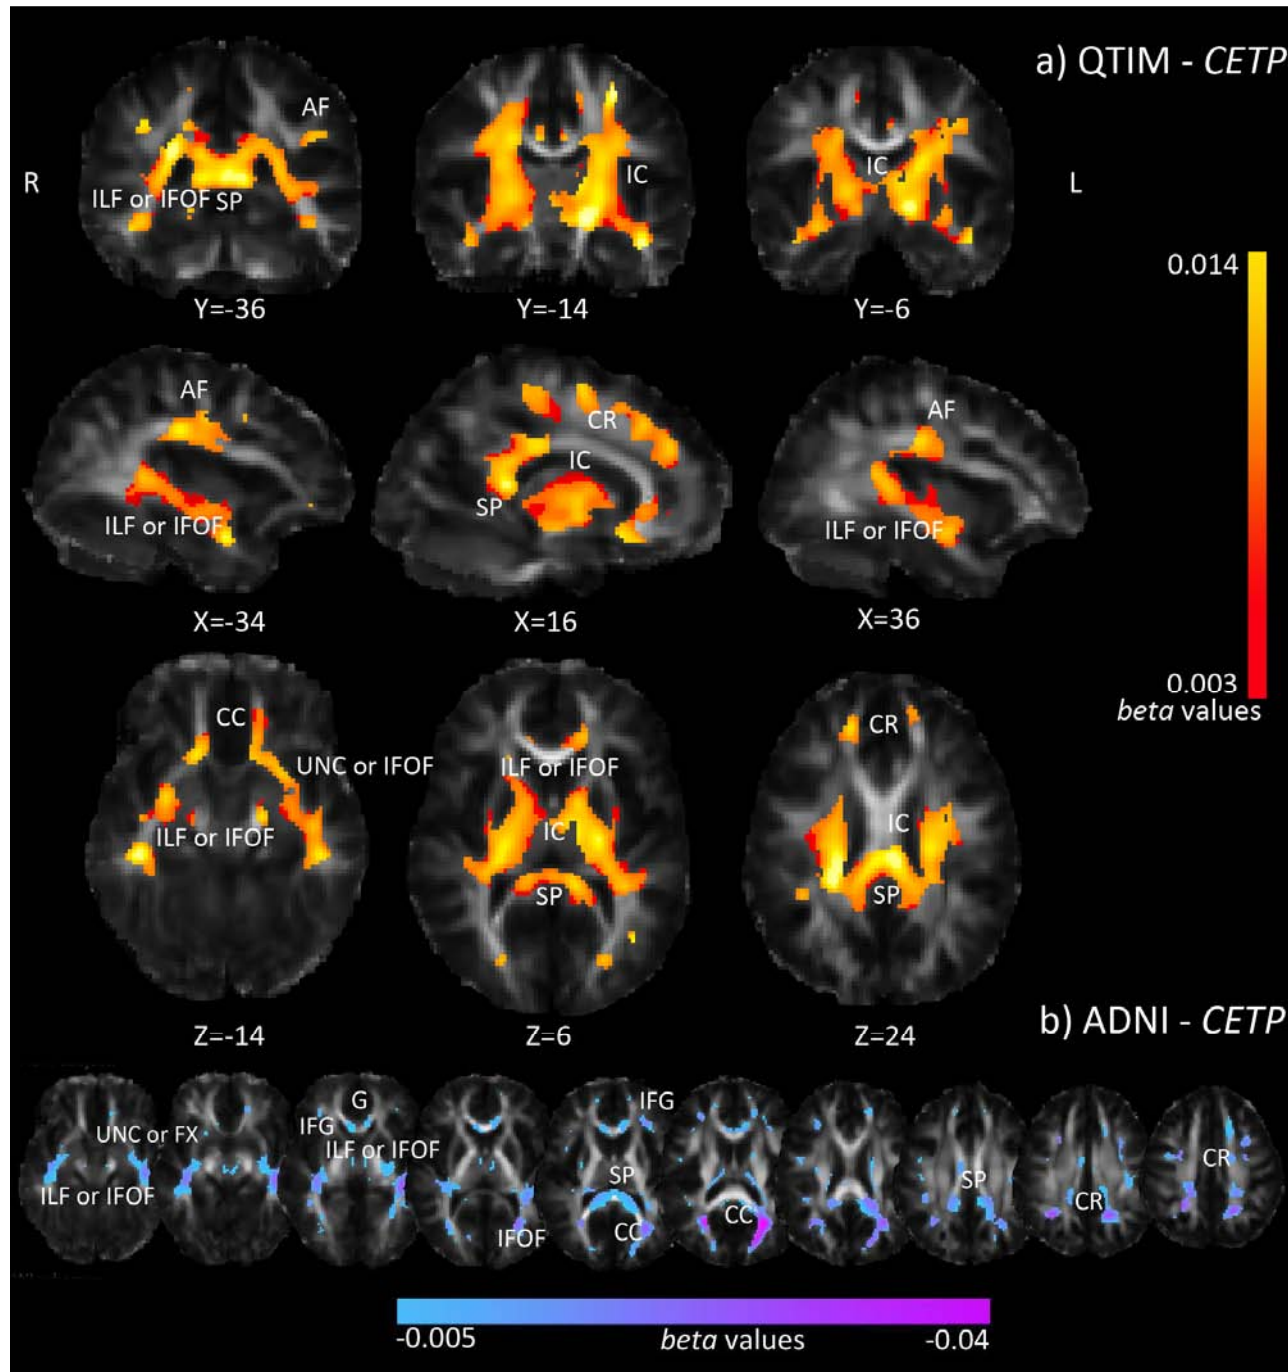 a) QTIM - CETP
AF
R
ILF or IFOF
SP
IC
IC
L
Y=-36
Y=-14
Y=-6
0.014
AF
CR
AF
IC
SP
ILF or IFOF
ILF or IFOF
X=-34
X=16
X=36
0.003
beta values
CC
CR
UNC or IFOF
ILF or IFOF
ILF or IFOF
IC
IC
SP
SP
Z=-14
Z=6
Z=24
b) ADNI - CETP
G
IFG
IFG
UNC or FX
ILF or IFOF
ILF or IFOF
SP
SP
CR
CR
IFOF
CC
CC
-0.005
beta values
-0.04